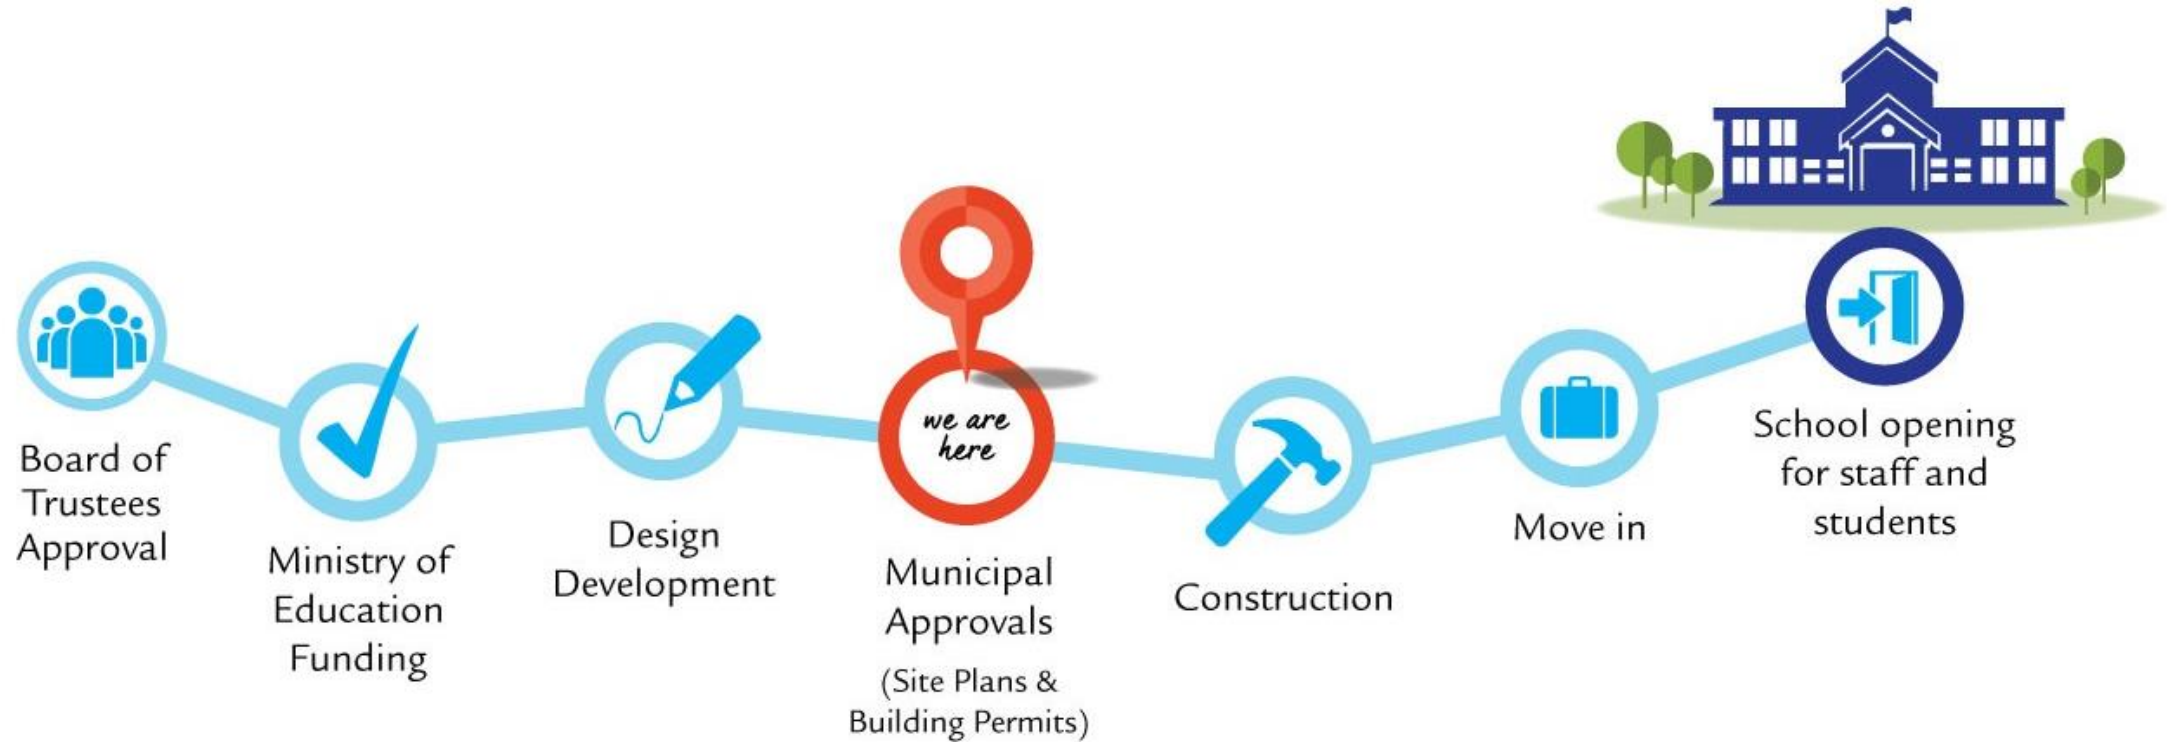 Board of
Trustees
Approval
Ministry of
Education
Funding
Design
Development
we are
here
Municipal
Approvals
(Site Plans &
Building Permits)
Construction
Move in
School opening
for staff and
students